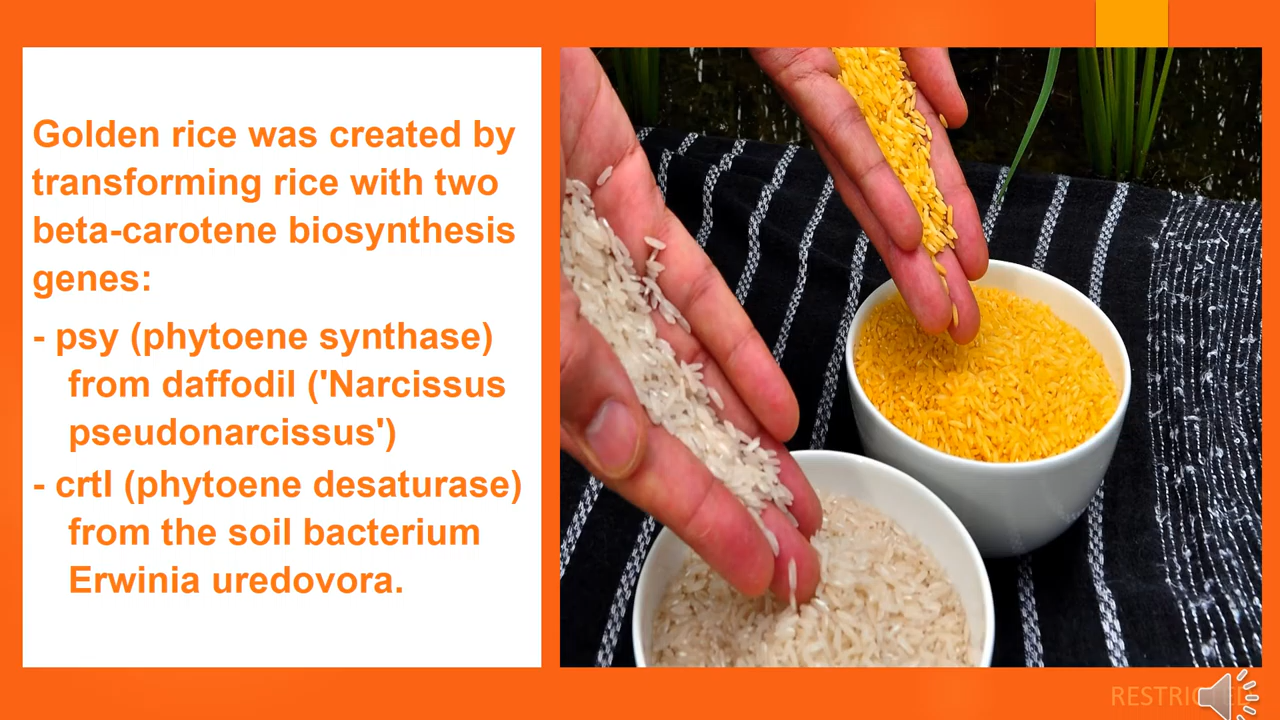 Golden rice was created by
transforming rice with two
beta-carotene biosynthesis
genes:
- psy (phytoene synthase)
from daffodil ('Narcissus
pseudonarcissus')
- crtI (phytoene desaturase)
from the soil bacterium
Erwinia uredovora.